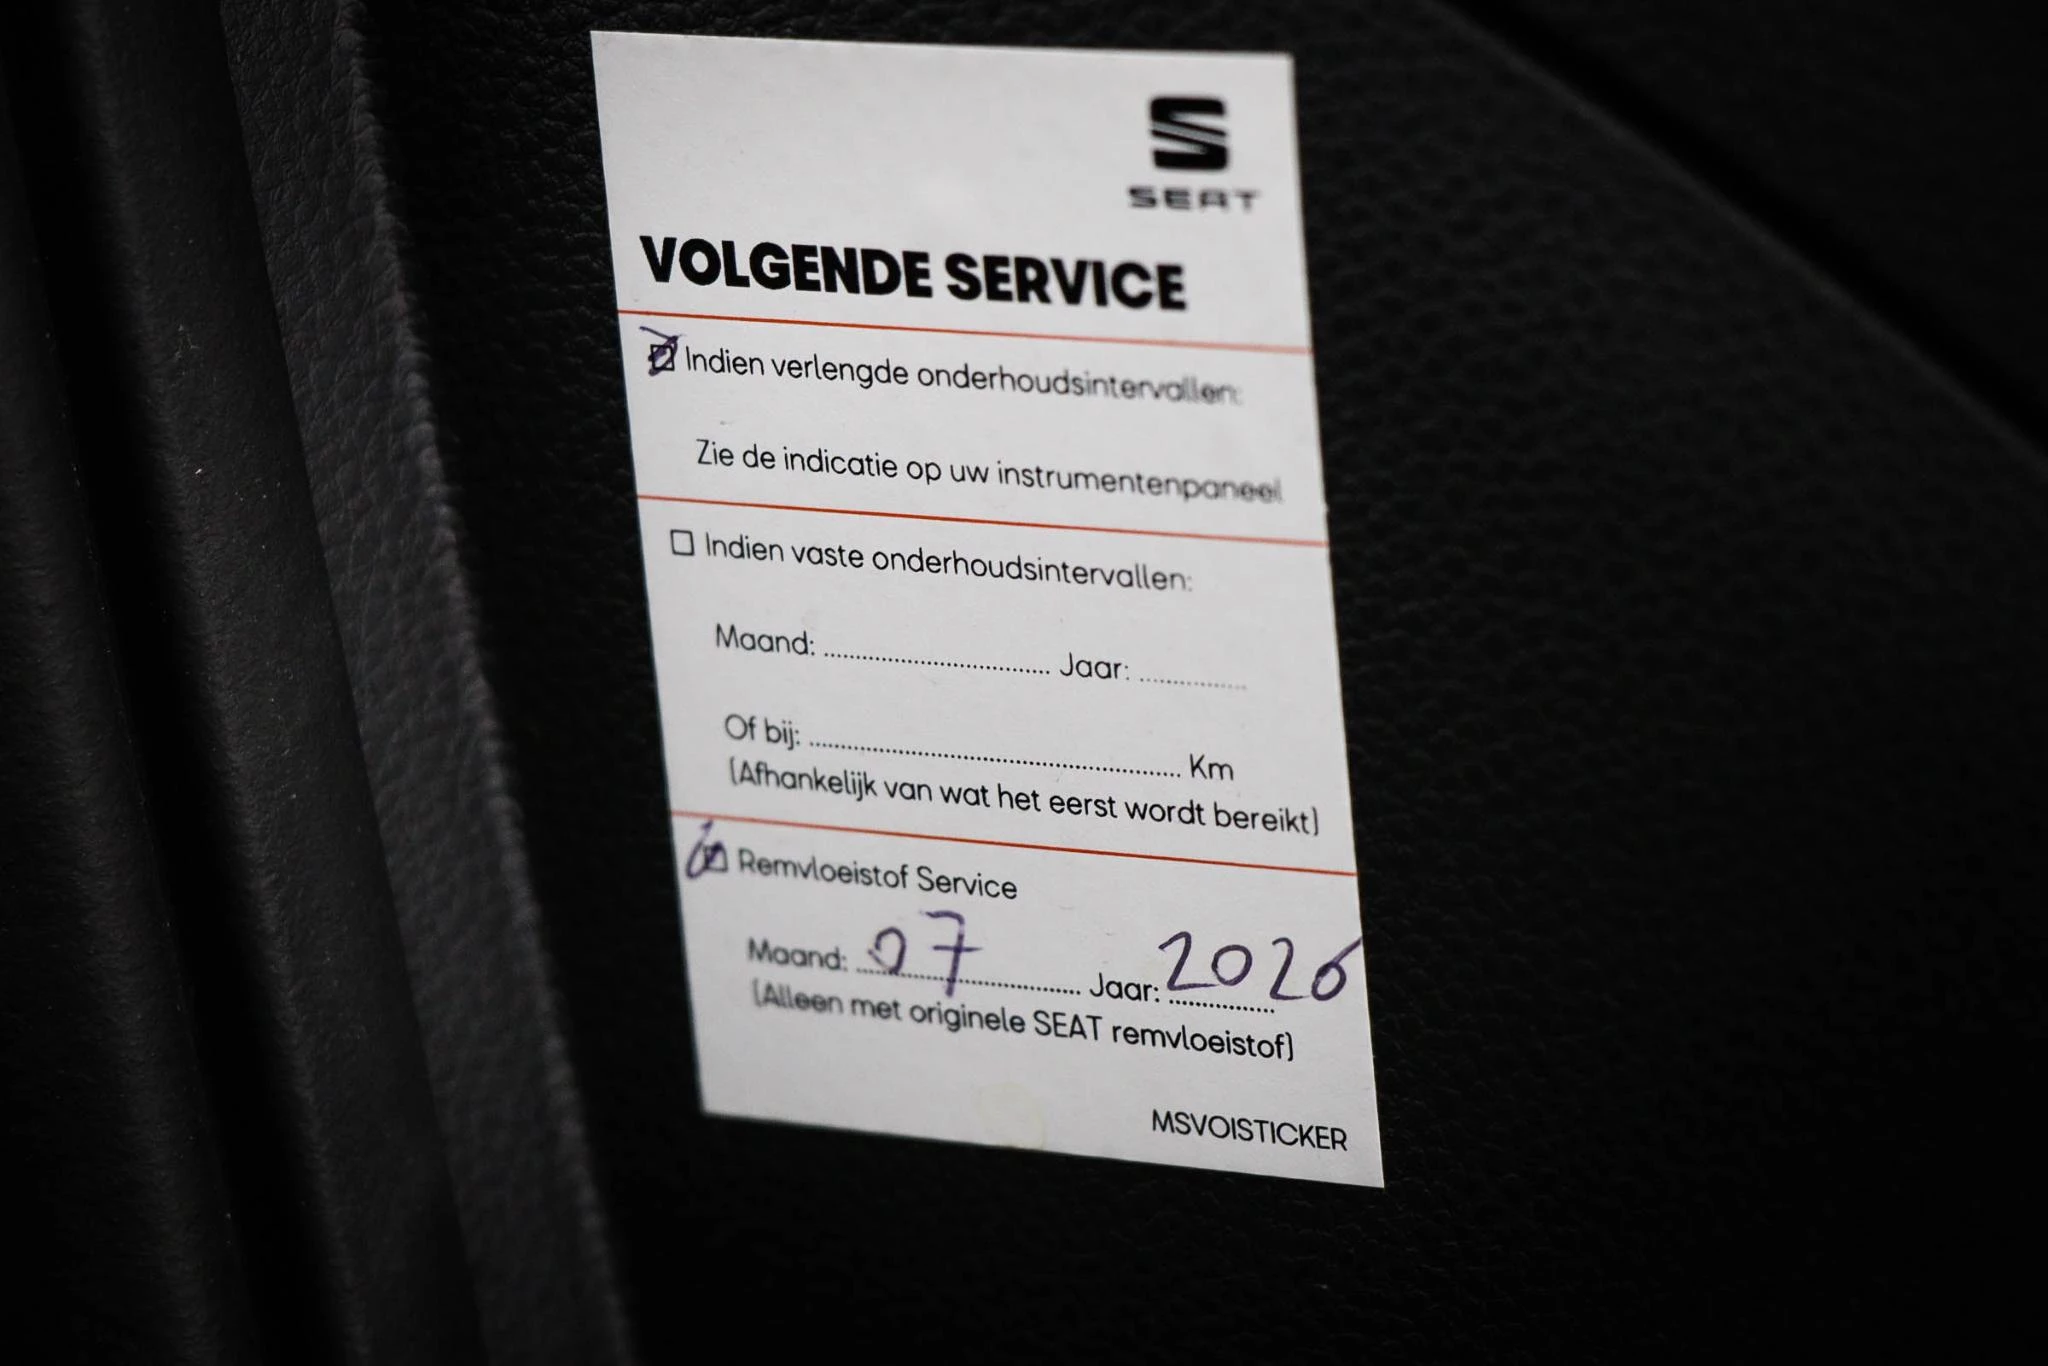 SEAT
VOLGENDE SERVICE
Indien verlengde onderhoudsintervallen:
Zie de indicatie op uw instrumentenpaneel
Indien vaste onderhoudsintervallen:
Maand: .................... Jaar: ............
Of bij: .................... Km
(Afhankelijk van wat het eerst wordt bereikt)
Remvloeistof Service
Maand: 07 Jaar: 2026
(Alleen met originele SEAT remvloeistof)
MSVOISTICKER